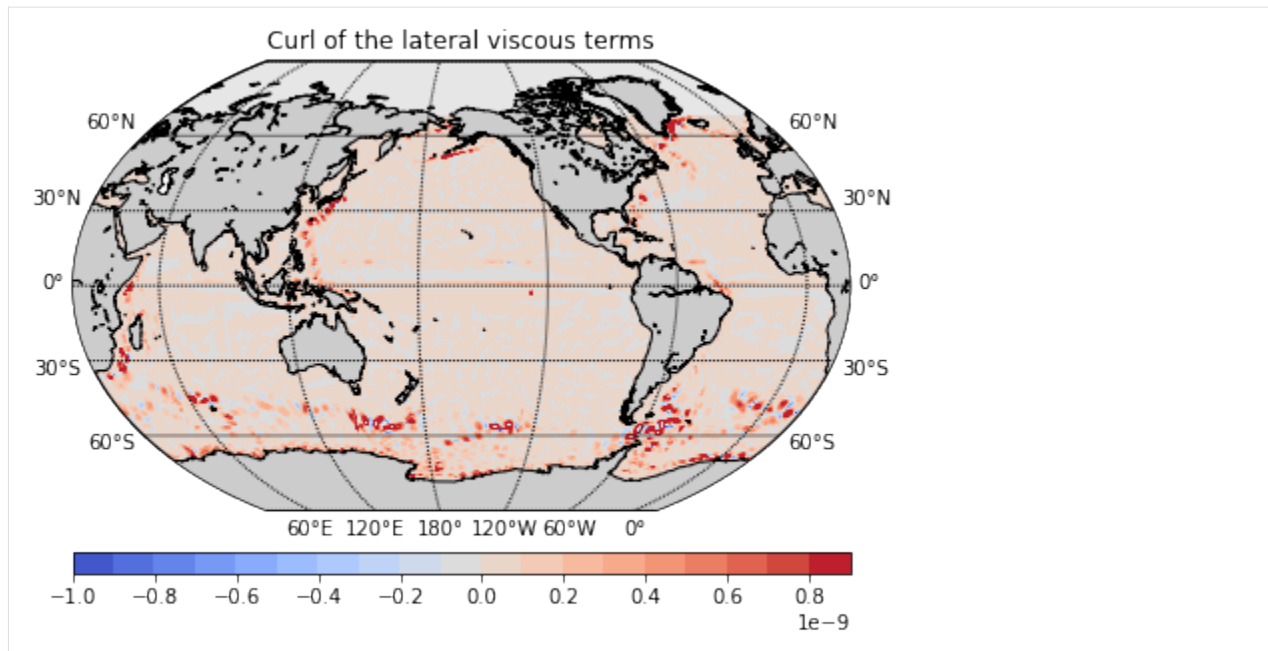 Curl of the lateral viscous terms
60°N 60°N
30°N 30°N
0° 0°
30°S 30°S
60°S 60°S
60°E 120°E 180° 120°W 60°W 0°
−1.0 −0.8 −0.6 −0.4 −0.2 0.0 0.2 0.4 0.6 0.8
1e−9